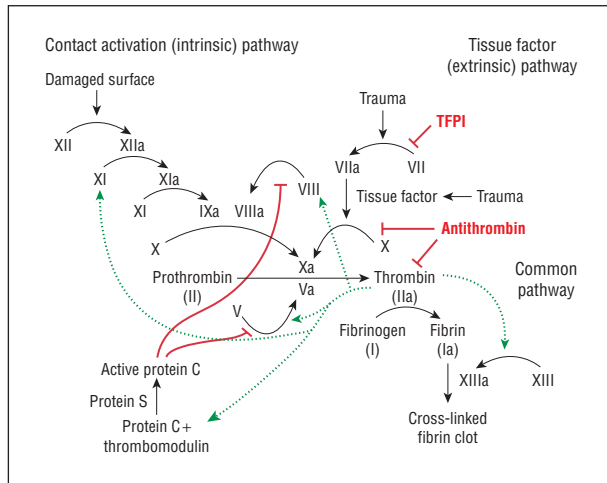 Contact activation (intrinsic) pathway
Tissue factor
(extrinsic) pathway
Damaged surface
Trauma
TFPI
XII
XIIa
VIIa
VII
XI
XIa
VIII
Tissue factor
Trauma
XI
IXa
VIIIa
X
X
Antithrombin
Xa
Prothrombin
(II)
Va
Thrombin
(IIa)
Common
pathway
V
Fibrinogen
(I)
Fibrin
(Ia)
Active protein C
XIIIa
XIII
Protein S
Protein C+
thrombomodulin
Cross-linked
fibrin clot